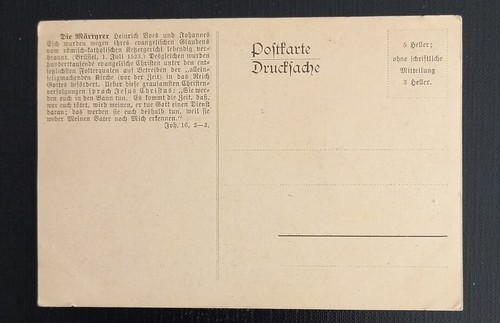 Die Märtyrer Heinrich Voes und Johannes
Esch wurden wegen ihres evangelischen Glaubens
vom römisch-katholischen Ketzergericht lebendig ver-
brannt. (Brüssel, 1. Juli 1523.) Desgleichen wurden
hunderttausende evangelische Christen unter den ent-
setzlichsten Folterqualen auf Betreiben der „allein-
seligmachenden Kirche (vor der Zeit) in das Reich
Gottes befördert. Ueber diese grausamsten Christen-
verfolgungen sprach Jesus Christus: „Sie wer-
den euch in den Bann tun. Es kommt die Zeit, daß,
wer euch tötet, wird meinen, er tue Gott einen Dienst
daran; das werden sie euch deshalb tun, weil sie
weder Meinen Vater noch Mich erkennen.“
Joh. 16, 2—3.
Postkarte
Drucksache
5 Heller;
ohne schriftliche
Mitteilung
3 Heller.